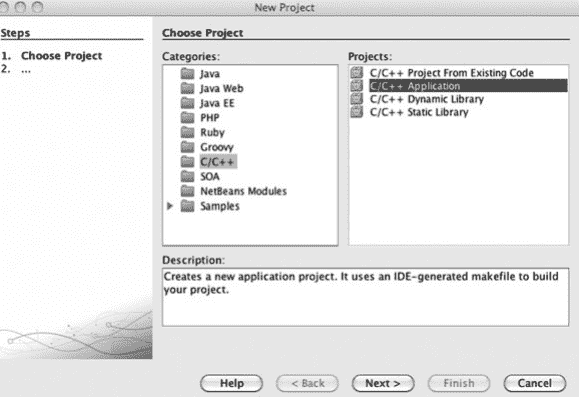 New Project
Steps
1. Choose Project
2. ...
Choose Project
Categories:
Java
Java Web
Java EE
PHP
Ruby
Groovy
C/C++
SOA
NetBeans Modules
Samples
Projects:
C/C++ Project From Existing Code
C/C++ Application
C/C++ Dynamic Library
C/C++ Static Library
Description:
Creates a new application project. It uses an IDE-generated makefile to build
your project.
Help
< Back
Next >
Finish
Cancel